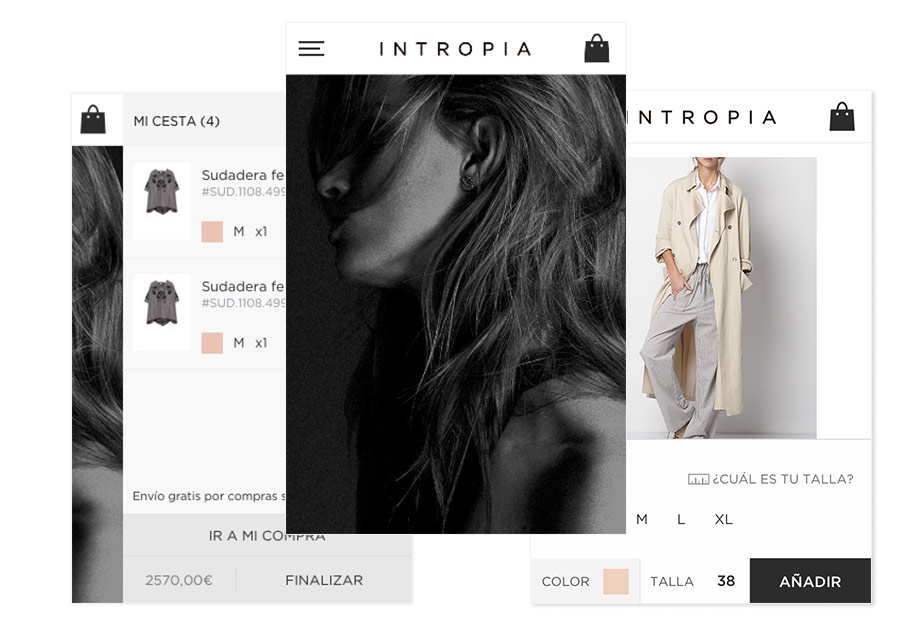 INTROPIA
MI CESTA (4)
Sudadera fe
#SUD.1108.499
M x1
Sudadera fe
#SUD.1108.499
M x1
Envío gratis por compras s
IR A MI COMPRA
2570,00€
FINALIZAR
INTROPIA
¿CUÁL ES TU TALLA?
M L XL
COLOR
TALLA 38
AÑADIR